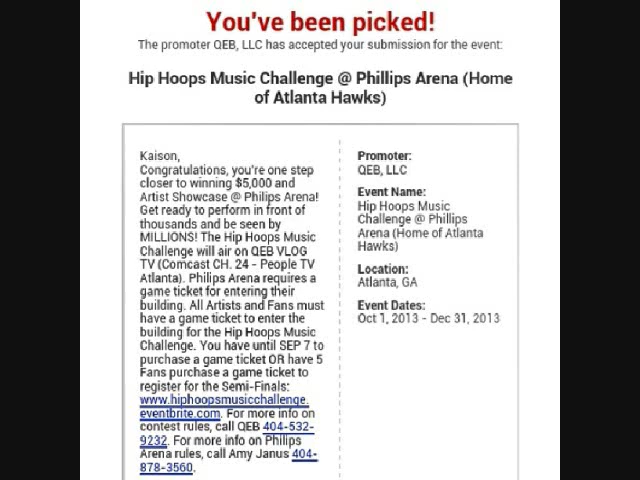 You've been picked!
The promoter QEB, LLC has accepted your submission for the event:
Hip Hoops Music Challenge @ Phillips Arena (Home
of Atlanta Hawks)
Kaison,
Congratulations, you're one step
closer to winning $5,000 and
Artist Showcase @ Philips Arena!
Get ready to perform in front of
thousands and be seen by
MILLIONS! The Hip Hoops Music
Challenge will air on QEB VLOG
TV (Comcast CH. 24 - People TV
Atlanta). Philips Arena requires a
game ticket for entering their
building. All Artists and Fans must
have a game ticket to enter the
building for the Hip Hoops Music
Challenge. You have until SEP 7 to
purchase a game ticket OR have 5
Fans purchase a game ticket to
register for the Semi-Finals:
www.hiphoopsmusicchallenge.
eventbrite.com. For more info on
contest rules, call QEB 404-532-
9232. For more info on Philips
Arena rules, call Amy Janus 404-
878-3560.
Promoter:
QEB, LLC
Event Name:
Hip Hoops Music
Challenge @ Phillips
Arena (Home of Atlanta
Hawks)
Location:
Atlanta, GA
Event Dates:
Oct 1, 2013 - Dec 31, 2013